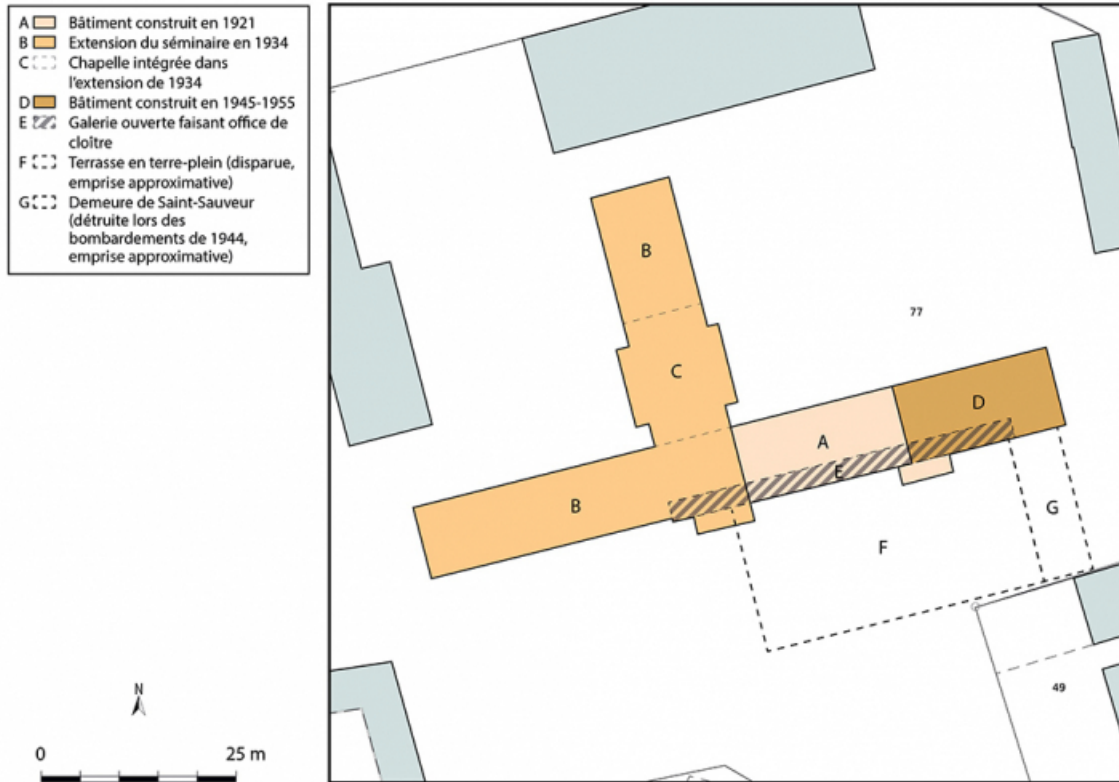 A Bâtiment construit en 1921
B Extension du séminaire en 1934
C Chapelle intégrée dans
l'extension de 1934
D Bâtiment construit en 1945-1955
E Galerie ouverte faisant office de
cloître
F Terrasse en terre-plein (disparue,
emprise approximative)
G Demeure de Saint-Sauveur
(détruite lors des
bombardements de 1944,
emprise approximative)
B
77
C
D
A
E
B
G
F
49
N
0 25 m